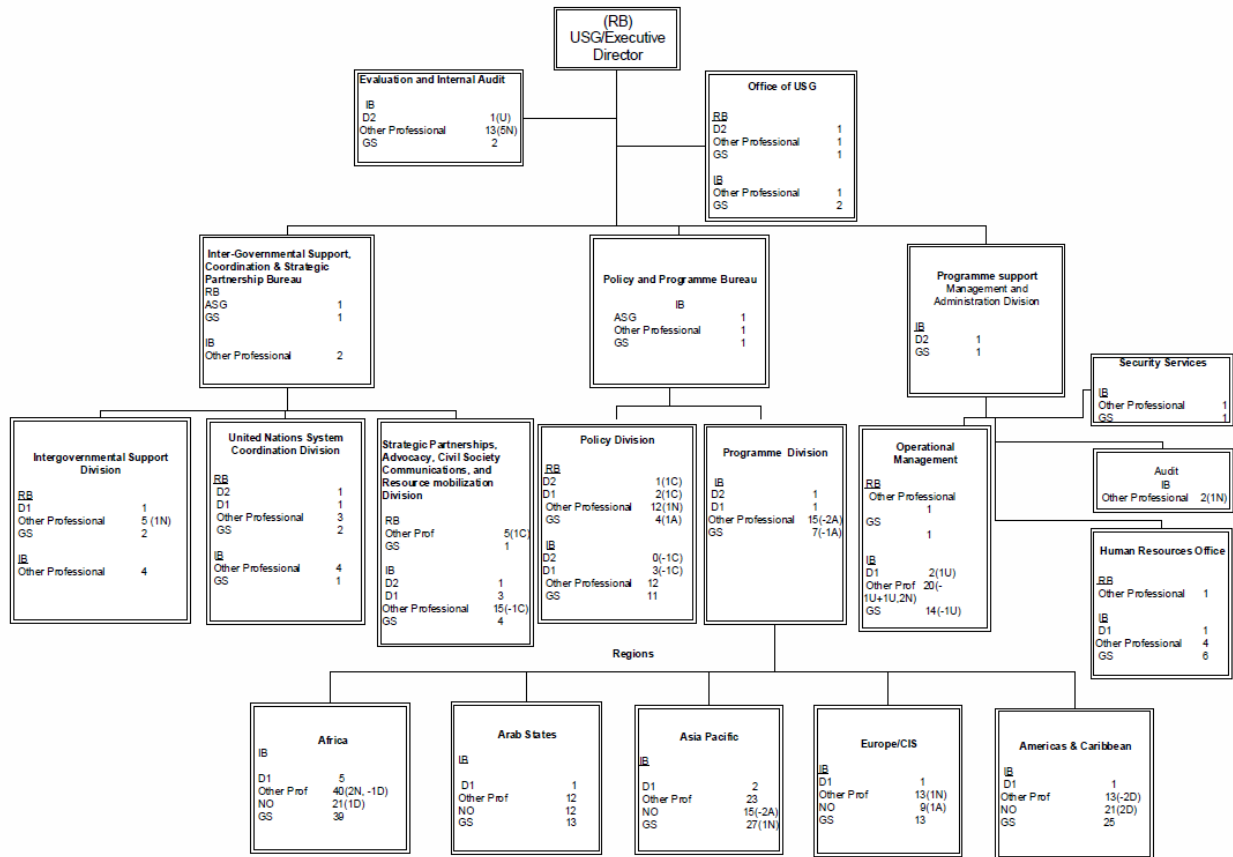 (RB)
USG/Executive
Director
Evaluation and Internal Audit
IB
D2 1(U)
Other Professional 13(5N)
GS 2
Office of USG
RB
D2 1
Other Professional 1
GS 1
IB
Other Professional 1
GS 2
Inter-Governmental Support,
Coordination & Strategic
Partnership Bureau
RB
ASG 1
GS 1
IB
Other Professional 2
Policy and Programme Bureau
IB
ASG 1
Other Professional 1
GS 1
Programme support
Management and
Administration Division
IB
D2 1
GS 1
Security Services
IB
Other Professional 1
GS 1
Intergovernmental Support
Division
RB
D1 1
Other Professional 5 (1N)
GS 2
IB
Other Professional 4
United Nations System
Coordination Division
RB
D2 1
D1 1
Other Professional 3
GS 2
IB
Other Professional 4
GS 1
Strategic Partnerships,
Advocacy, Civil Society
Communications, and
Resource mobilization
Division
RB
Other Prof 5(1C)
GS 1
IB
D2 1
D1 3
Other Professional 15(-1C)
GS 4
Policy Division
RB
D2 1(1C)
D1 2(1C)
Other Professional 12(1N)
GS 4(1A)
IB
D2 0(-1C)
D1 3(-1C)
Other Professional 12
GS 11
Programme Division
IB
D2 1
D1 1
Other Professional 15(-2A)
GS 7(-1A)
Operational
Management
RB
Other Professional
1
GS
1
IB
D1 2(1U)
Other Prof 20(-
1U+1U,2N)
GS 14(-1U)
Audit
IB
Other Professional 2(1N)
Human Resources Office
RB
Other Professional 1
IB
D1 1
Other Professional 4
GS 6
Regions
Africa
IB
D1 5
Other Prof 40(2N, -1D)
NO 21(1D)
GS 39
Arab States
IB
D1 1
Other Prof 12
NO 12
GS 13
Asia Pacific
IB
D1 2
Other Prof 23
NO 15(-2A)
GS 27(1N)
Europe/CIS
IB
D1 1
Other Prof 13(1N)
NO 9(1A)
GS 13
Americas & Caribbean
IB
D1 1
Other Prof 13(-2D)
NO 21(2D)
GS 25